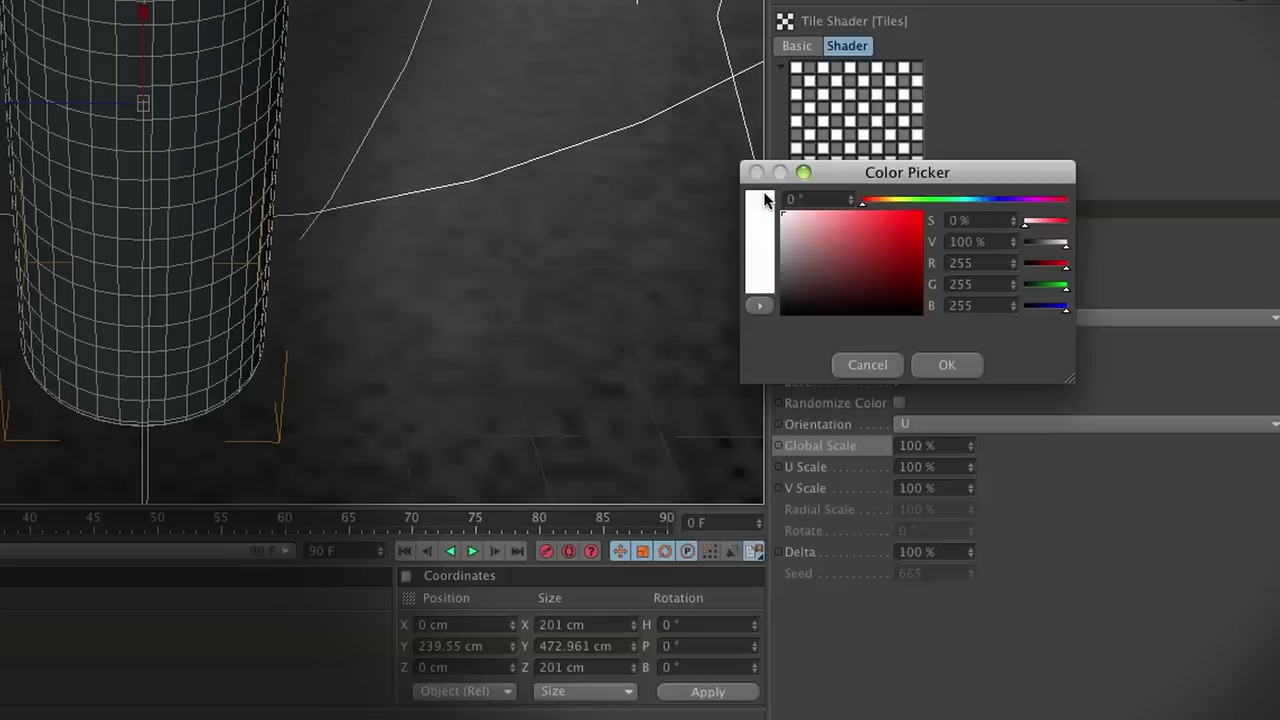 Tile Shader [Tiles]
Basic Shader
Color Picker
0 °
S 0 %
V 100 %
R 255
G 255
B 255
Cancel OK
Randomize Color
Orientation U
Global Scale 100 %
U Scale 100 %
V Scale 100 %
Radial Scale 100 %
Rotate 0 °
Delta 100 %
Seed 665
40 45 50 55 60 65 70 75 80 85 90 0 F
90 F 90 F
Coordinates
Position Size Rotation
X 0 cm X 201 cm H 0 °
Y 239.55 cm Y 472.961 cm P 0 °
Z 0 cm Z 201 cm B 0 °
Object (Rel) Size Apply